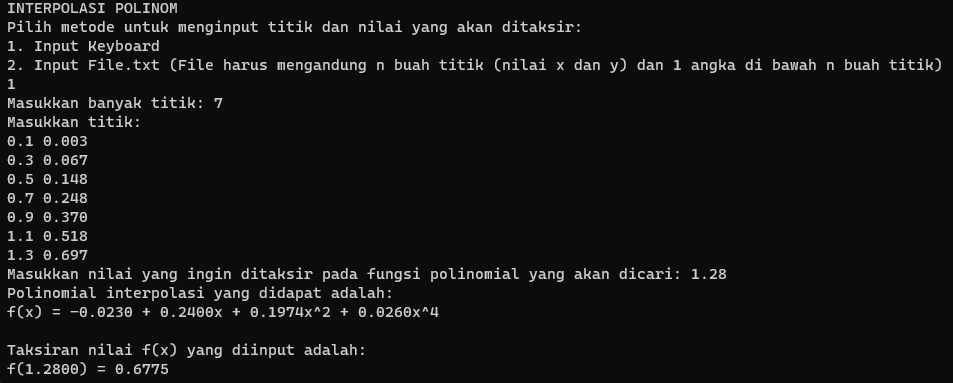 INTERPOLASI POLINOM
Pilih metode untuk menginput titik dan nilai yang akan ditaksir:
1. Input Keyboard
2. Input File.txt (File harus mengandung n buah titik (nilai x dan y) dan 1 angka di bawah n buah titik)
1
Masukkan banyak titik: 7
Masukkan titik:
0.1 0.003
0.3 0.067
0.5 0.148
0.7 0.248
0.9 0.370
1.1 0.518
1.3 0.697
Masukkan nilai yang ingin ditaksir pada fungsi polinomial yang akan dicari: 1.28
Polinomial interpolasi yang didapat adalah:
f(x) = -0.0230 + 0.2400x + 0.1974x^2 + 0.0260x^4
Taksiran nilai f(x) yang diinput adalah:
f(1.2800) = 0.6775